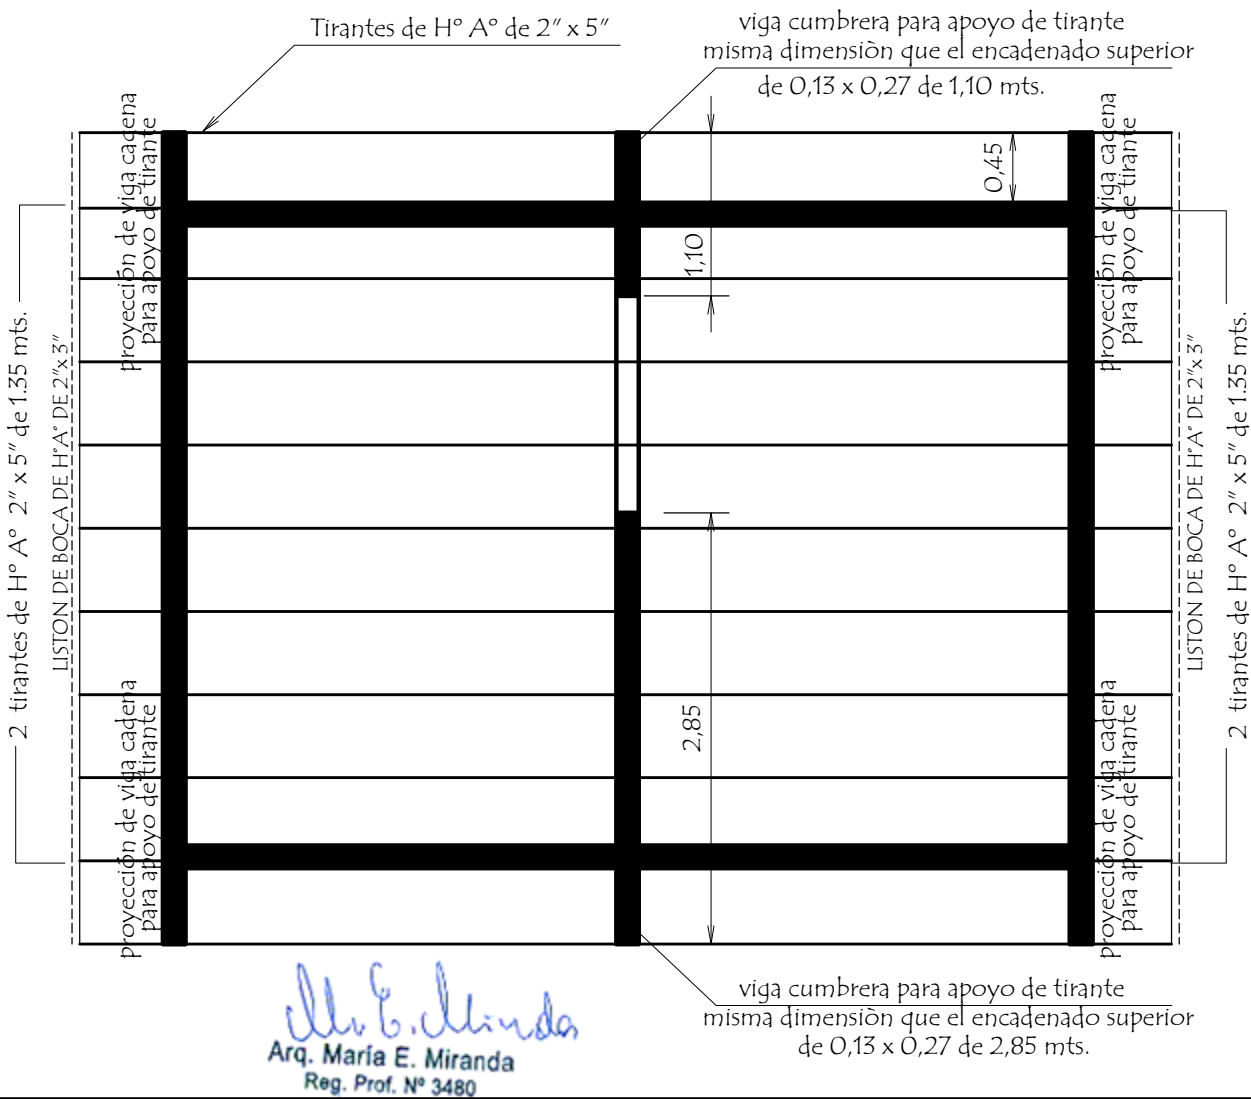 Tirantes de H° A° de 2" x 5"
viga cumbrera para apoyo de tirante
misma dimensiòn que el encadenado superior
de 0,13 x 0,27 de 1,10 mts.
proyección de viga cadena
para apoyo de tirante
proyección de viga cadena
para apoyo de tirante
0,45
1,10
2 tirantes de H° A° 2" x 5" de 1.35 mts.
LISTON DE BOCA DE H°A° DE 2"x 3"
LISTON DE BOCA DE H°A° DE 2"x 3"
2 tirantes de H° A° 2" x 5" de 1.35 mts.
2,85
proyección de viga cadena
para apoyo de tirante
proyección de viga cadena
para apoyo de tirante
viga cumbrera para apoyo de tirante
misma dimensiòn que el encadenado superior
de 0,13 x 0,27 de 2,85 mts.
Arq. María E. Miranda
Reg. Prof. Nº 3480